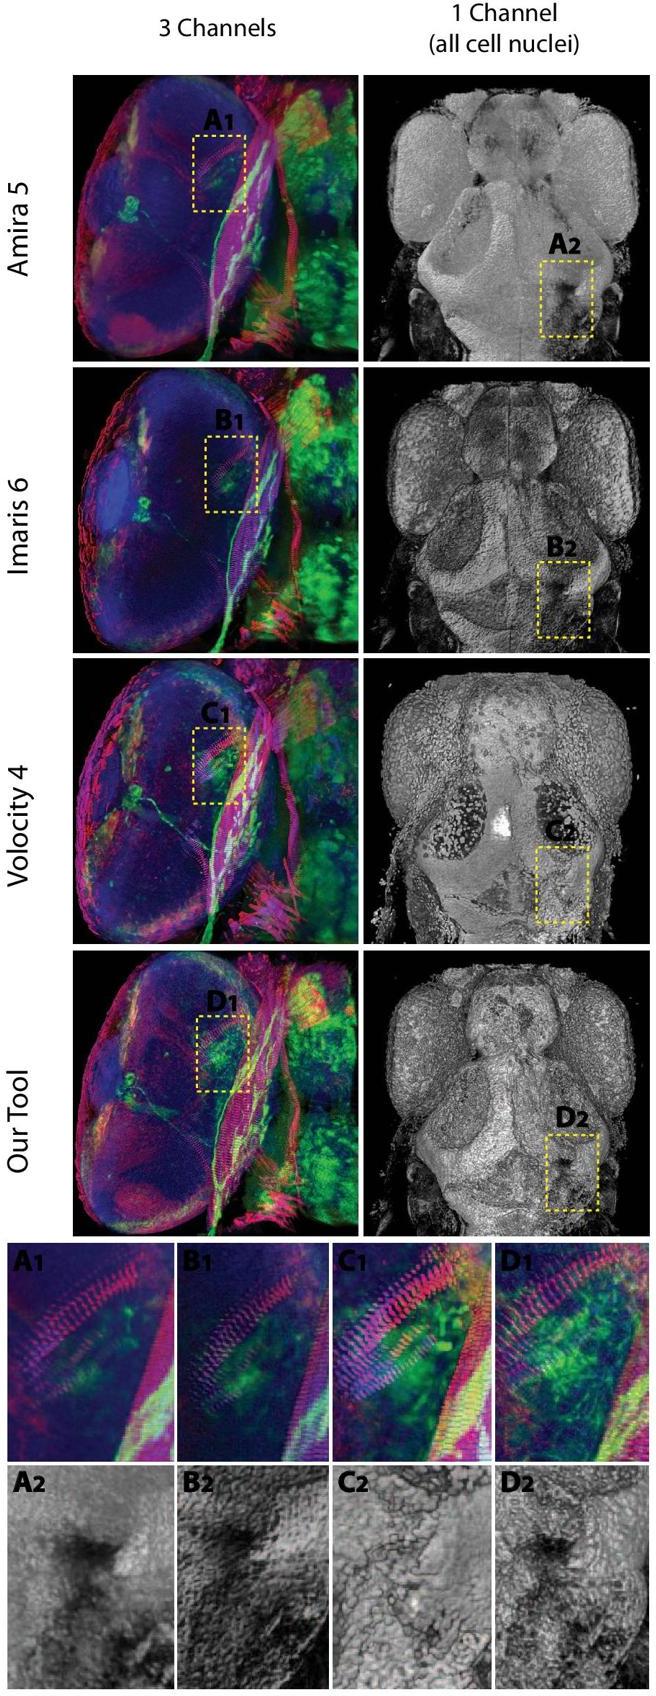 3 Channels
1 Channel
(all cell nuclei)
Amira 5
A1
A2
Imaris 6
B1
B2
Volocity 4
C1
C2
Our Tool
D1
D2
A1
B1
C1
D1
A2
B2
C2
D2